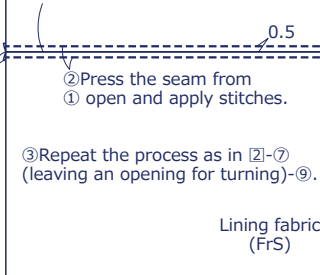 0.5
②Press the seam from
① open and apply stitches.
③Repeat the process as in 2⃣-⑦
(leaving an opening for turning)-⑨.
Lining fabric
(FrS)